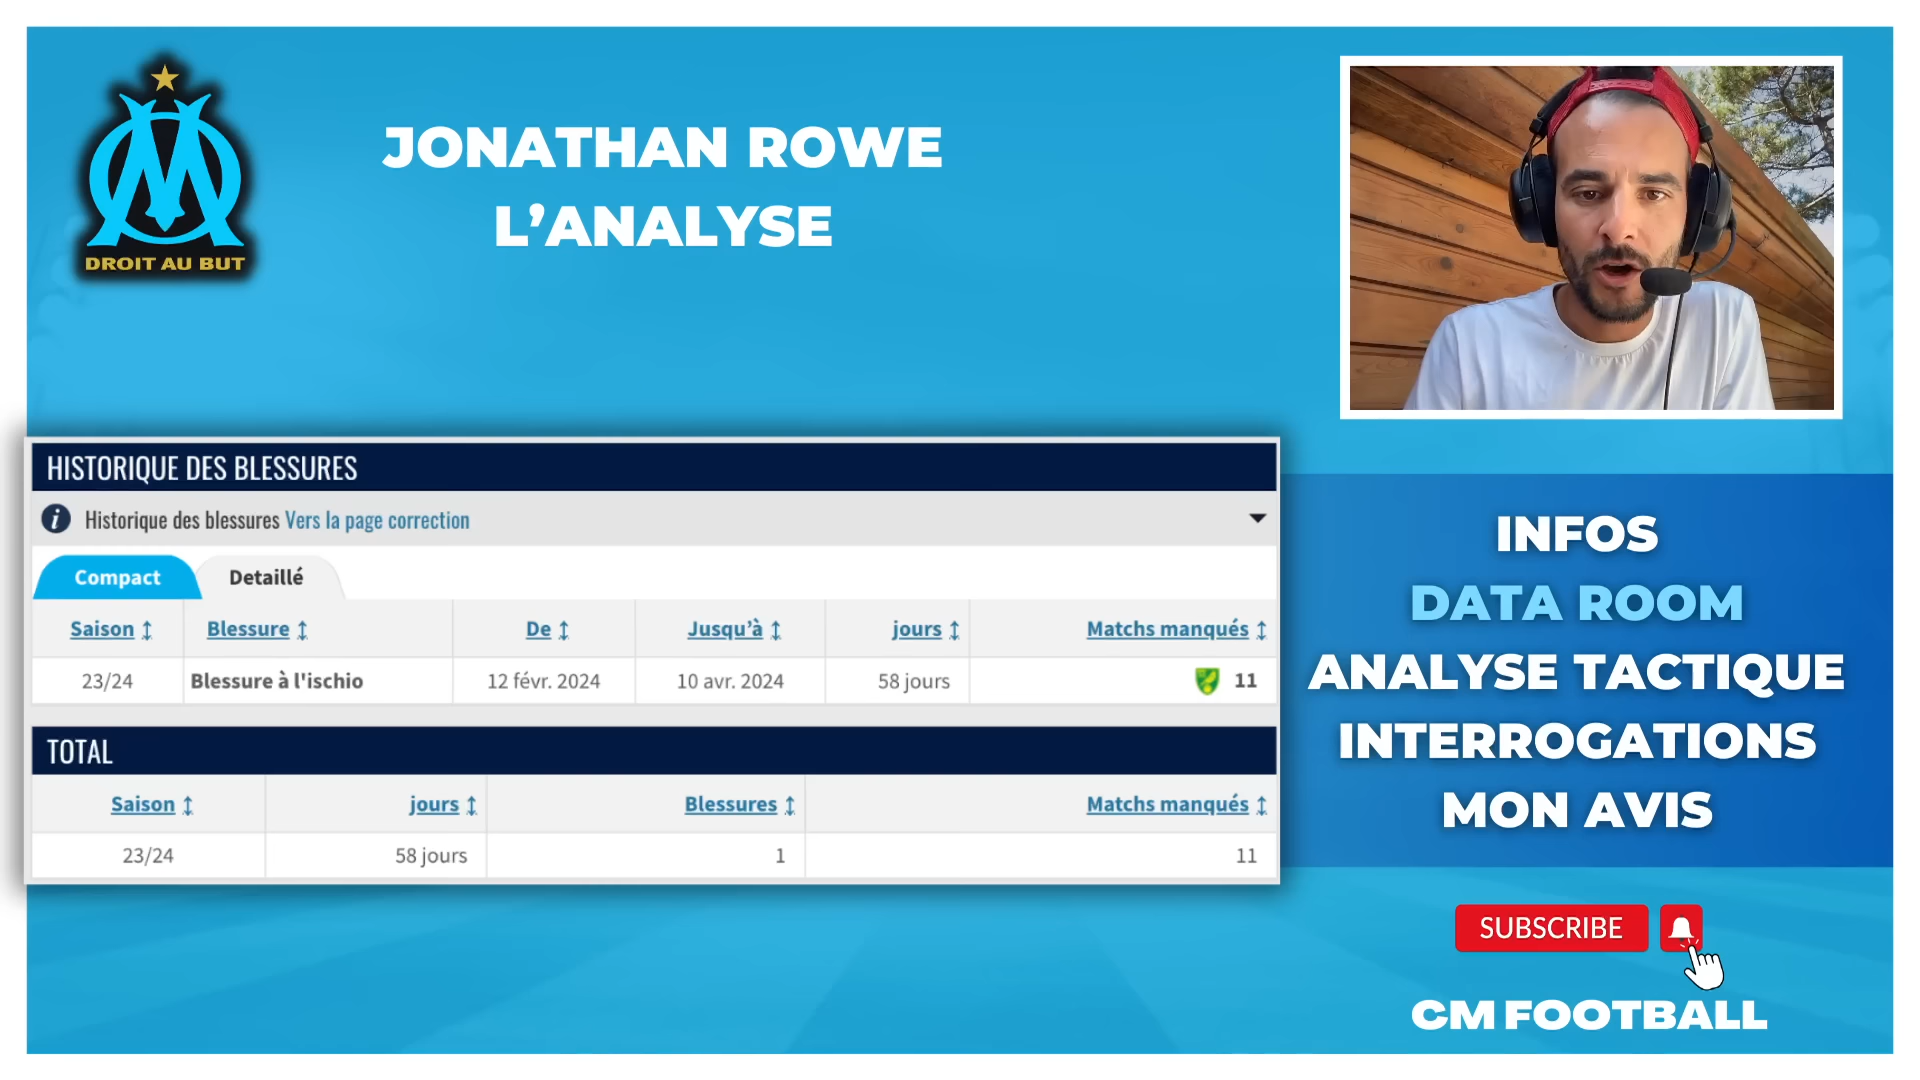 DROIT AU BUT
JONATHAN ROWE
L'ANALYSE
HISTORIQUE DES BLESSURES
i Historique des blessures Vers la page correction
Compact Detaillé
Saison Blessure De Jusqu'à jours Matchs manqués
23/24 Blessure à l'ischio 12 févr. 2024 10 avr. 2024 58 jours 11
TOTAL
Saison jours Blessures Matchs manqués
23/24 58 jours 1 11
INFOS
DATA ROOM
ANALYSE TACTIQUE
INTERROGATIONS
MON AVIS
SUBSCRIBE
CM FOOTBALL